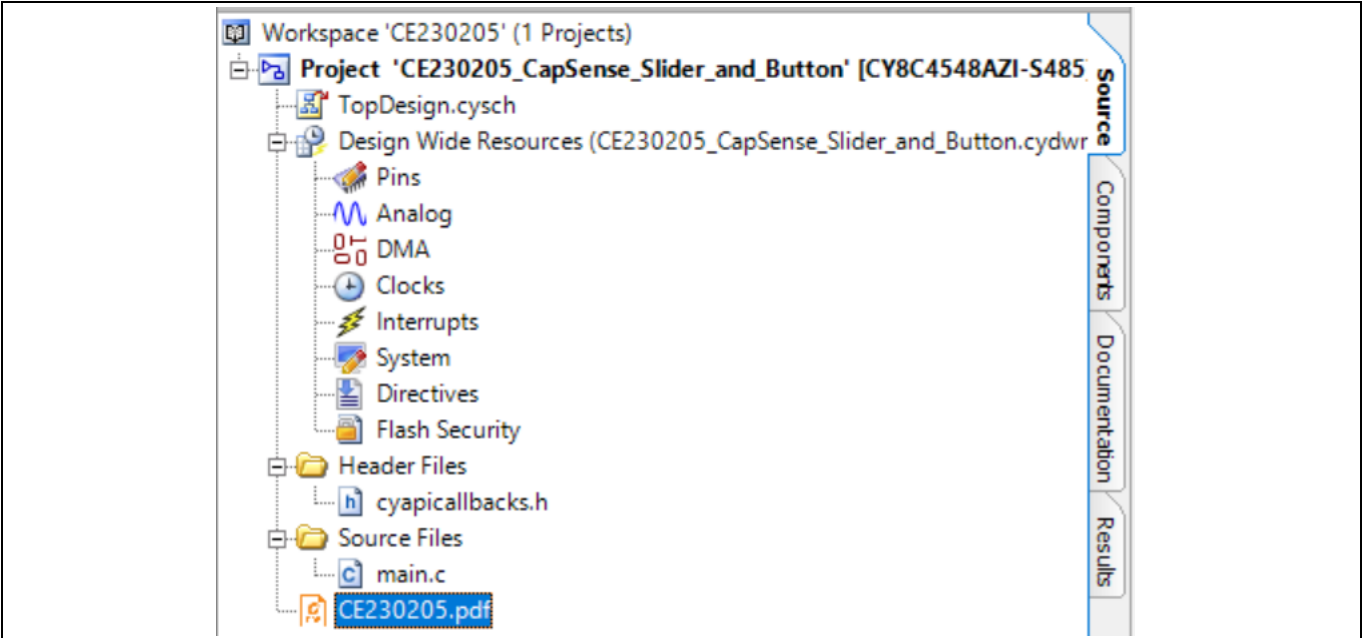 Workspace 'CE230205' (1 Projects)
Project 'CE230205_CapSense_Slider_and_Button' [CY8C4548AZI-S485]
TopDesign.cysch
Design Wide Resources (CE230205_CapSense_Slider_and_Button.cydwr
Pins
Analog
DMA
Clocks
Interrupts
System
Directives
Flash Security
Header Files
cyapicallbacks.h
Source Files
main.c
CE230205.pdf
Source
Components
Documentation
Results